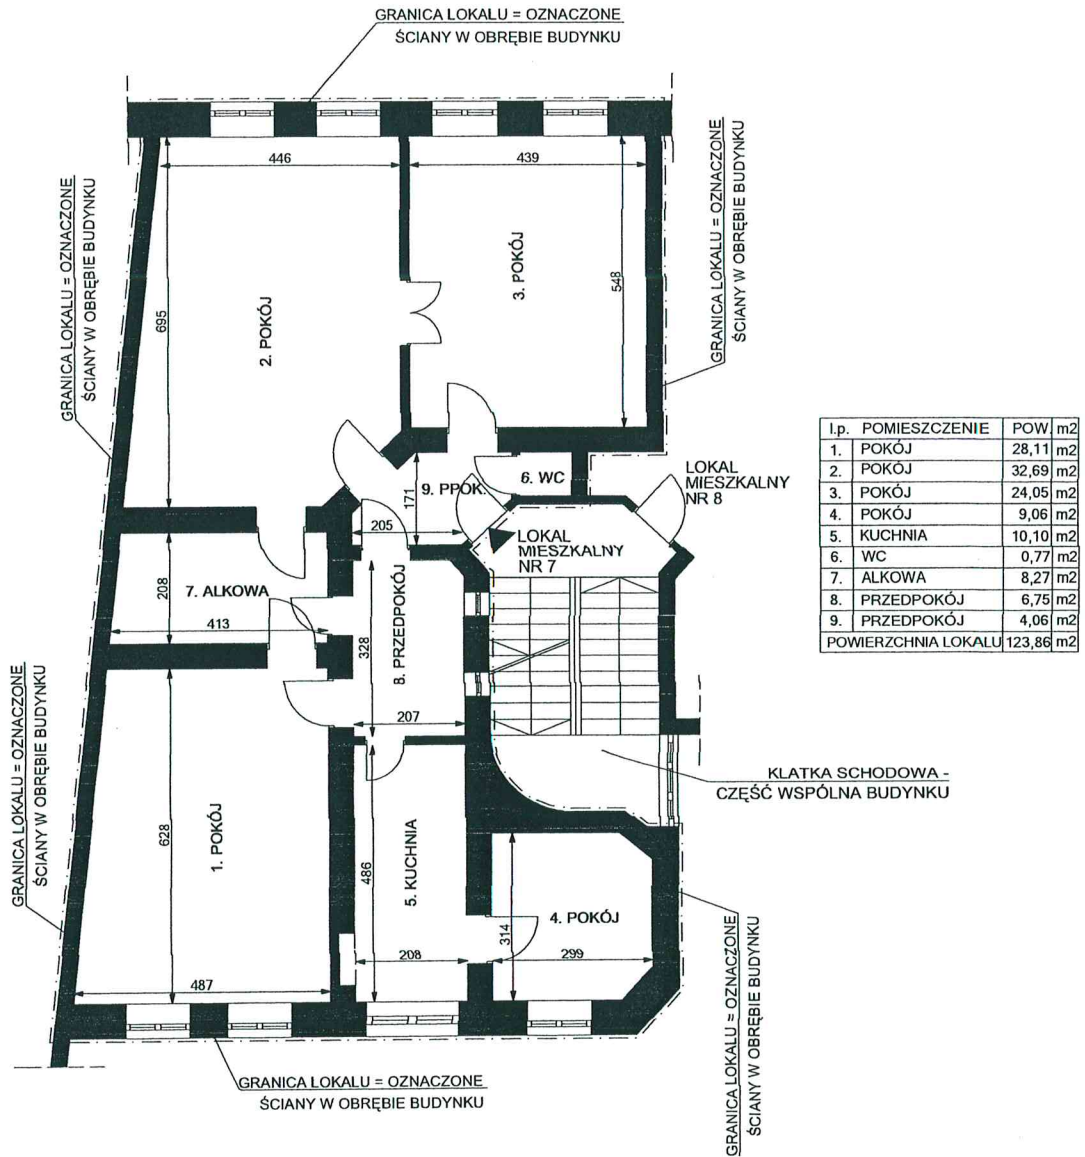 GRANICA LOKALU = OZNACZONE
ŚCIANY W OBRĘBIE BUDYNKU
GRANICA LOKALU = OZNACZONE
ŚCIANY W OBRĘBIE BUDYNKU
GRANICA LOKALU = OZNACZONE
ŚCIANY W OBRĘBIE BUDYNKU
446
439
695
2. POKÓJ
3. POKÓJ
548
171
9. PPOK.
6. WC
205
LOKAL
MIESZKALNY
NR 8
LOKAL
MIESZKALNY
NR 7
208
7. ALKOWA
413
328
8. PRZEDPOKÓJ
207
l.p. POMIESZCZENIE POW. m2
1. POKÓJ 28,11 m2
2. POKÓJ 32,69 m2
3. POKÓJ 24,05 m2
4. POKÓJ 9,06 m2
5. KUCHNIA 10,10 m2
6. WC 0,77 m2
7. ALKOWA 8,27 m2
8. PRZEDPOKÓJ 6,75 m2
9. PRZEDPOKÓJ 4,06 m2
POWIERZCHNIA LOKALU 123,86 m2
KLATKA SCHODOWA -
CZĘŚĆ WSPÓLNA BUDYNKU
GRANICA LOKALU = OZNACZONE
ŚCIANY W OBRĘBIE BUDYNKU
628
1. POKÓJ
487
486
5. KUCHNIA
208
314
4. POKÓJ
299
GRANICA LOKALU = OZNACZONE
ŚCIANY W OBRĘBIE BUDYNKU
GRANICA LOKALU = OZNACZONE
ŚCIANY W OBRĘBIE BUDYNKU